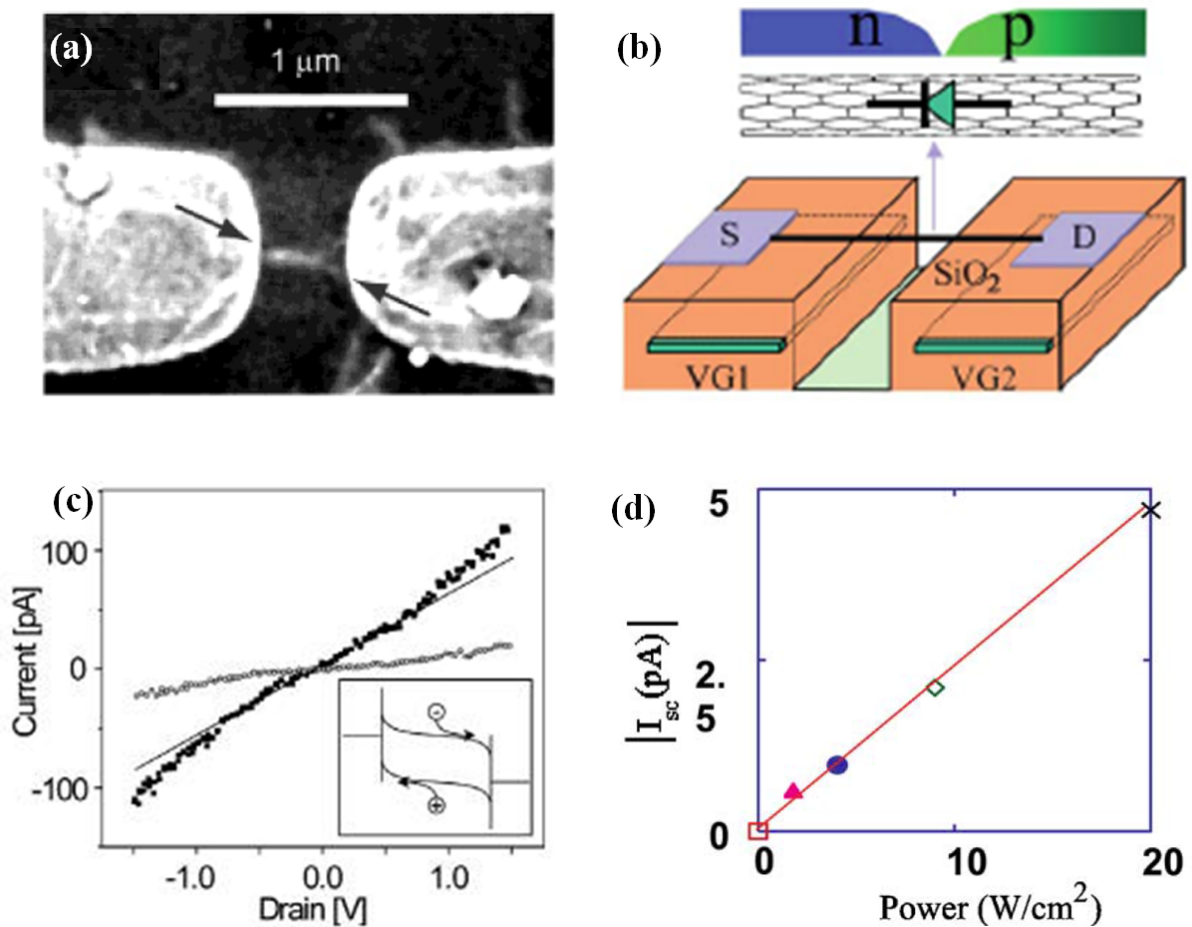 (a)
1 μm
(b)
n p
S
D
SiO₂
VG1
VG2
(c)
Current [pA]
100
0
-100
-
+
-1.0 0.0 1.0
Drain [V]
(d)
|Isc(pA)|
5
2.
5
0
0 10 20
Power (W/cm²)